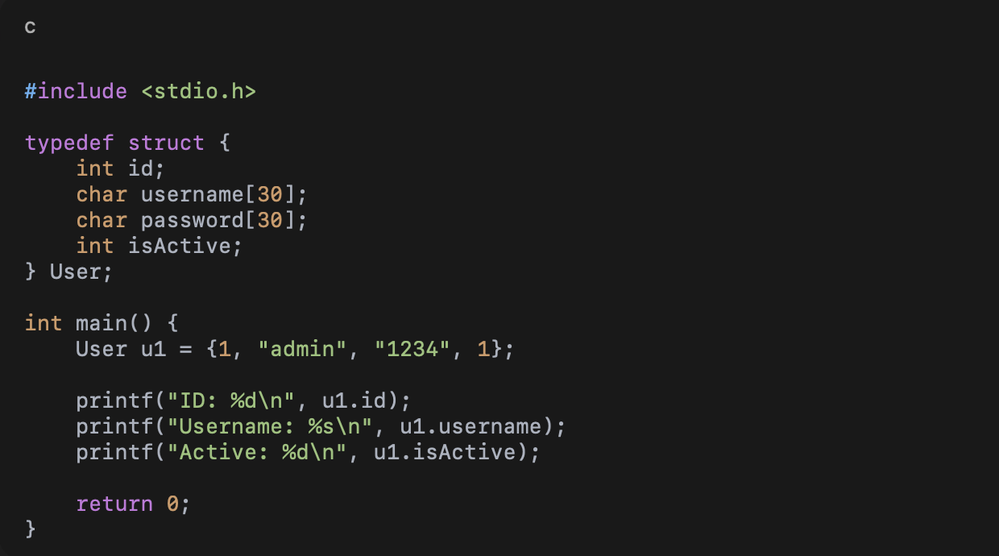 c
#include <stdio.h>
typedef struct {
    int id;
    char username[30];
    char password[30];
    int isActive;
} User;
int main() {
    User u1 = {1, "admin", "1234", 1};
    printf("ID: %d\n", u1.id);
    printf("Username: %s\n", u1.username);
    printf("Active: %d\n", u1.isActive);
    return 0;
}